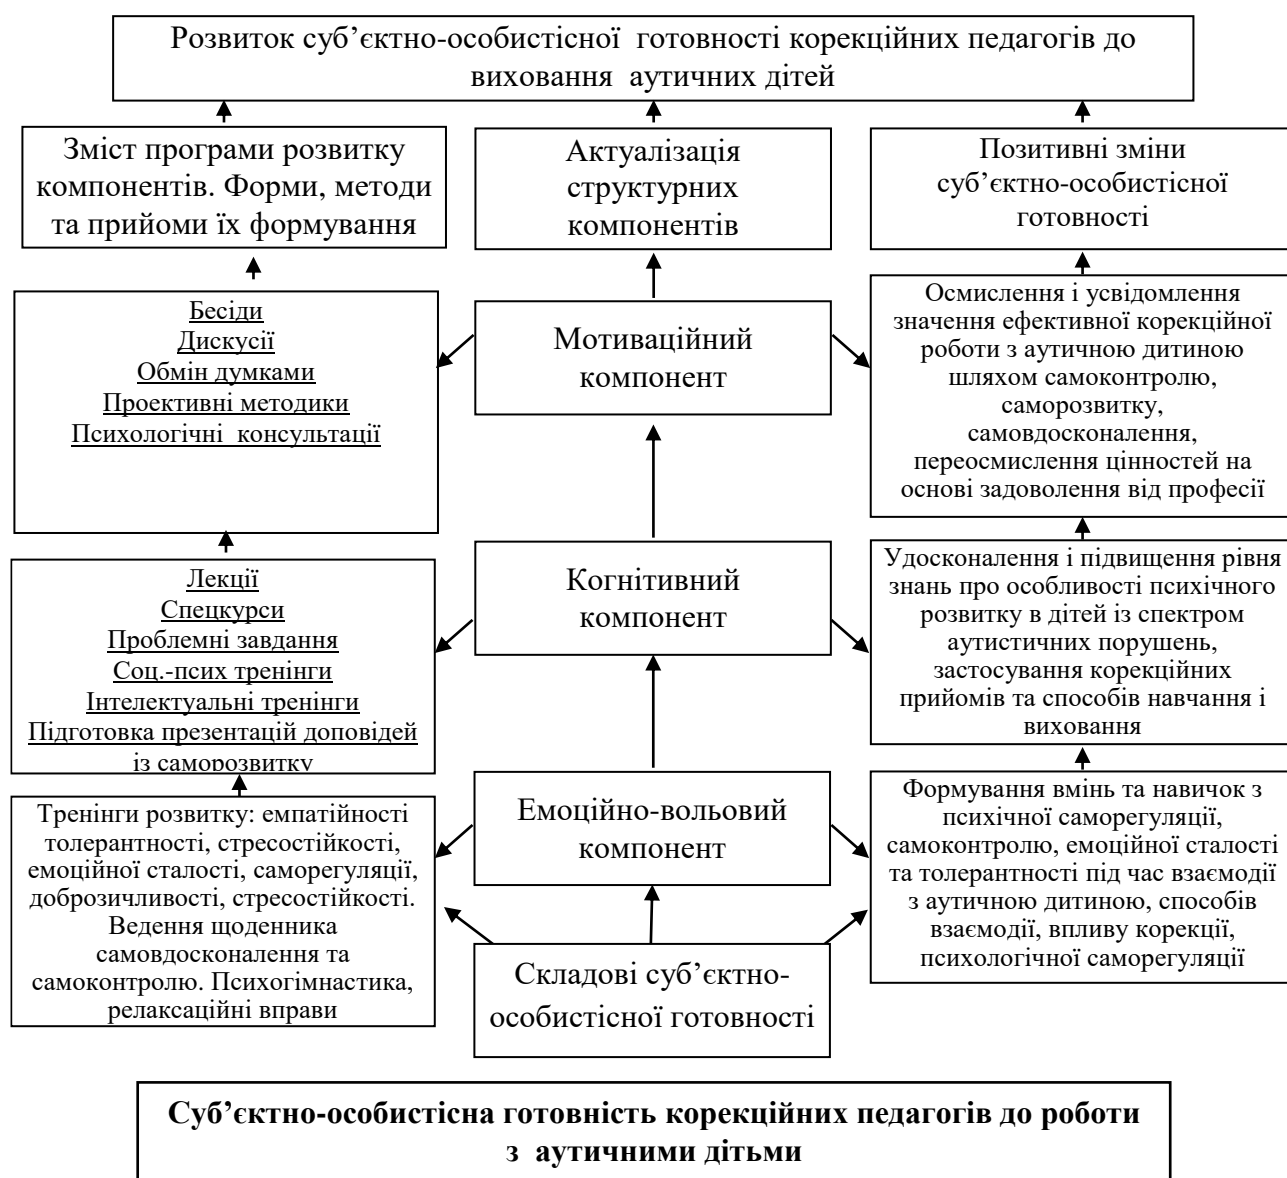 Розвиток суб’єктно-особистісної готовності корекційних педагогів до
виховання аутичних дітей
Зміст програми розвитку
компонентів. Форми, методи
та прийоми їх формування
Актуалізація
структурних
компонентів
Позитивні зміни
суб’єктно-особистісної
готовності
Бесіди
Дискусії
Обмін думками
Проективні методики
Психологічні консультації
Мотиваційний
компонент
Осмислення і усвідомлення
значення ефективної корекційної
роботи з аутичною дитиною
шляхом самоконтролю,
саморозвитку,
самовдосконалення,
переосмислення цінностей на
основі задоволення від професії
Лекції
Спецкурси
Проблемні завдання
Соц.-псих тренінги
Інтелектуальні тренінги
Підготовка презентацій доповідей
із саморозвитку
Когнітивний
компонент
Удосконалення і підвищення рівня
знань про особливості психічного
розвитку в дітей із спектром
аутистичних порушень,
застосування корекційних
прийомів та способів навчання і
виховання
Тренінги розвитку: емпатійності
толерантності, стресостійкості,
емоційної сталості, саморегуляції,
доброзичливості, стресостійкості.
Ведення щоденника
самовдосконалення та
самоконтролю. Психогімнастика,
релаксаційні вправи
Емоційно-вольовий
компонент
Формування вмінь та навичок з
психічної саморегуляції,
самоконтролю, емоційної сталості
та толерантності під час взаємодії
з аутичною дитиною, способів
взаємодії, впливу корекції,
психологічної саморегуляції
Складові суб’єктно-
особистісної готовності
Суб’єктно-особистісна готовність корекційних педагогів до роботи
з аутичними дітьми